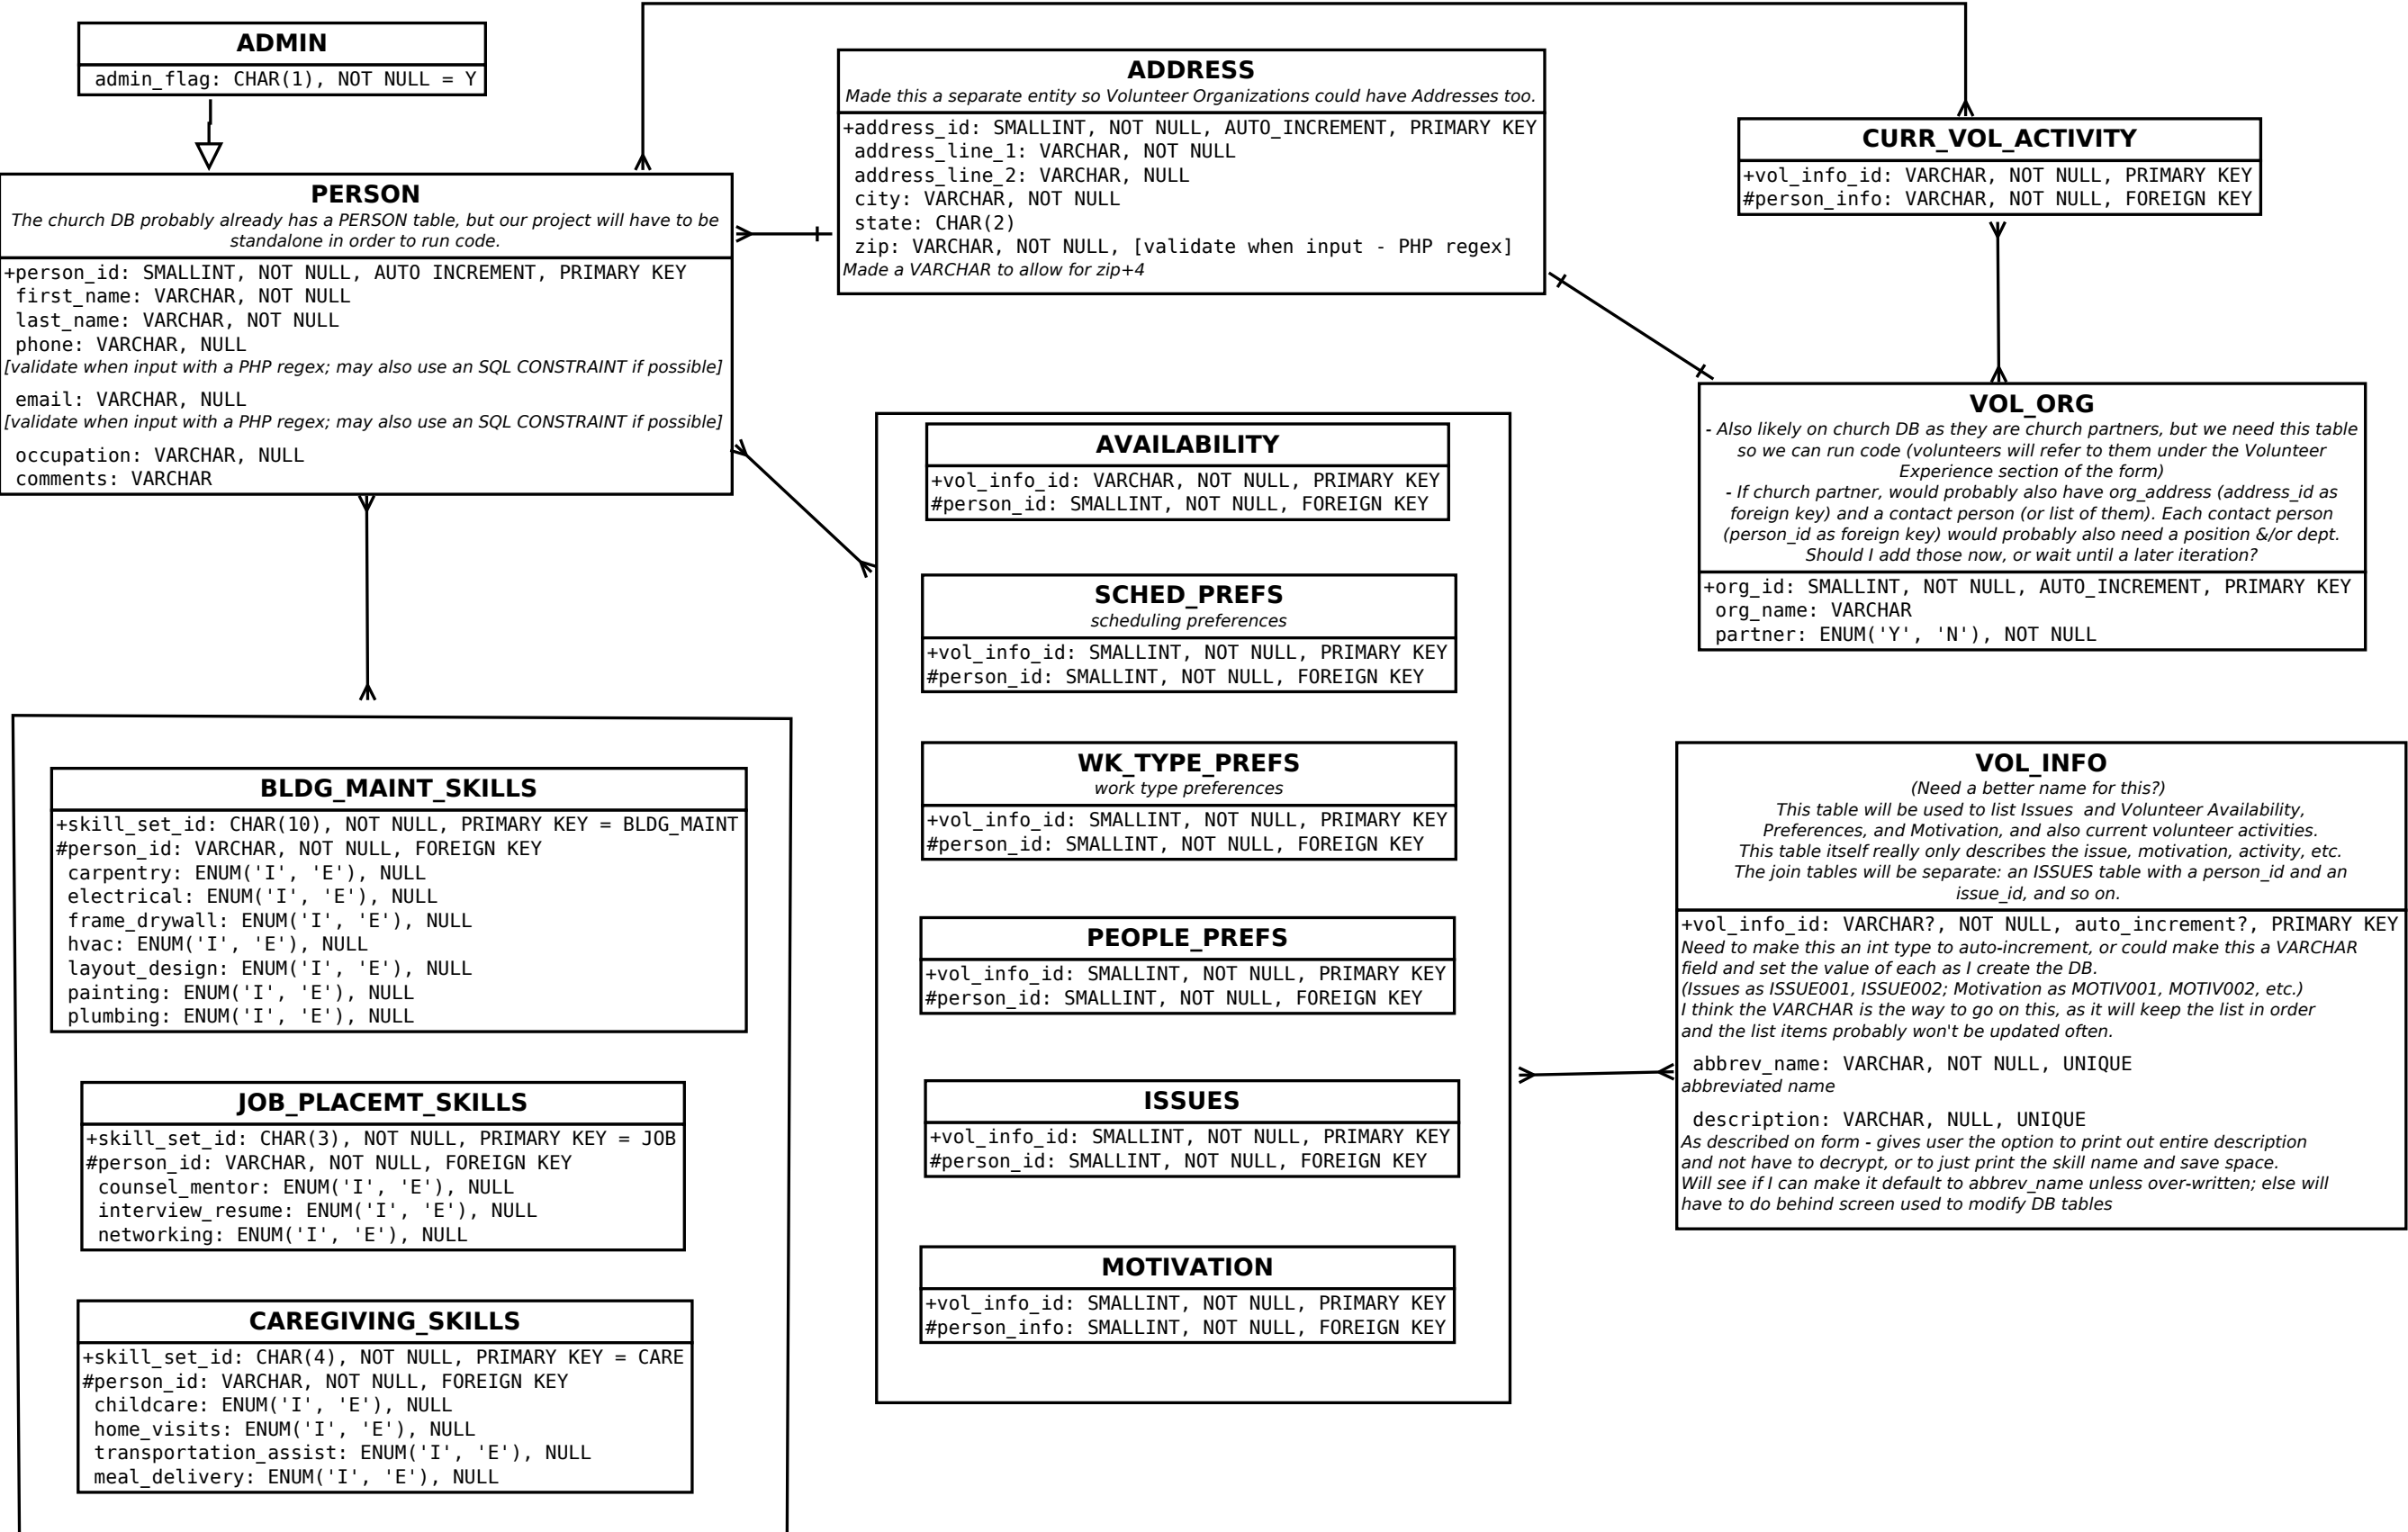 ADMIN
admin_flag: CHAR(1), NOT NULL = Y
PERSON
The church DB probably already has a PERSON table, but our project will have to be
standalone in order to run code.
+person_id: SMALLINT, NOT NULL, AUTO INCREMENT, PRIMARY KEY
first_name: VARCHAR, NOT NULL
last_name: VARCHAR, NOT NULL
phone: VARCHAR, NULL
[validate when input with a PHP regex; may also use an SQL CONSTRAINT if possible]
email: VARCHAR, NULL
[validate when input with a PHP regex; may also use an SQL CONSTRAINT if possible]
occupation: VARCHAR, NULL
comments: VARCHAR
ADDRESS
Made this a separate entity so Volunteer Organizations could have Addresses too.
+address_id: SMALLINT, NOT NULL, AUTO_INCREMENT, PRIMARY KEY
address_line_1: VARCHAR, NOT NULL
address_line_2: VARCHAR, NULL
city: VARCHAR, NOT NULL
state: CHAR(2)
zip: VARCHAR, NOT NULL, [validate when input - PHP regex]
Made a VARCHAR to allow for zip+4
CURR_VOL_ACTIVITY
+vol_info_id: VARCHAR, NOT NULL, PRIMARY KEY
#person_info: VARCHAR, NOT NULL, FOREIGN KEY
VOL_ORG
- Also likely on church DB as they are church partners, but we need this table
so we can run code (volunteers will refer to them under the Volunteer
Experience section of the form)
- If church partner, would probably also have org_address (address_id as
foreign key) and a contact person (or list of them). Each contact person
(person_id as foreign key) would probably also need a position &/or dept.
Should I add those now, or wait until a later iteration?
+org_id: SMALLINT, NOT NULL, AUTO_INCREMENT, PRIMARY KEY
org_name: VARCHAR
partner: ENUM('Y', 'N'), NOT NULL
AVAILABILITY
+vol_info_id: VARCHAR, NOT NULL, PRIMARY KEY
#person_id: SMALLINT, NOT NULL, FOREIGN KEY
SCHED_PREFS
scheduling preferences
+vol_info_id: SMALLINT, NOT NULL, PRIMARY KEY
#person_id: SMALLINT, NOT NULL, FOREIGN KEY
WK_TYPE_PREFS
work type preferences
+vol_info_id: SMALLINT, NOT NULL, PRIMARY KEY
#person_id: SMALLINT, NOT NULL, FOREIGN KEY
PEOPLE_PREFS
+vol_info_id: SMALLINT, NOT NULL, PRIMARY KEY
#person_id: SMALLINT, NOT NULL, FOREIGN KEY
ISSUES
+vol_info_id: SMALLINT, NOT NULL, PRIMARY KEY
#person_id: SMALLINT, NOT NULL, FOREIGN KEY
MOTIVATION
+vol_info_id: SMALLINT, NOT NULL, PRIMARY KEY
#person_info: SMALLINT, NOT NULL, FOREIGN KEY
VOL_INFO
(Need a better name for this?)
This table will be used to list Issues and Volunteer Availability,
Preferences, and Motivation, and also current volunteer activities.
This table itself really only describes the issue, motivation, activity, etc.
The join tables will be separate: an ISSUES table with a person_id and an
issue_id, and so on.
+vol_info_id: VARCHAR?, NOT NULL, auto_increment?, PRIMARY KEY
Need to make this an int type to auto-increment, or could make this a VARCHAR
field and set the value of each as I create the DB.
(Issues as ISSUE001, ISSUE002; Motivation as MOTIV001, MOTIV002, etc.)
I think the VARCHAR is the way to go on this, as it will keep the list in order
and the list items probably won't be updated often.
abbrev_name: VARCHAR, NOT NULL, UNIQUE
abbreviated name
description: VARCHAR, NULL, UNIQUE
As described on form - gives user the option to print out entire description
and not have to decrypt, or to just print the skill name and save space.
Will see if I can make it default to abbrev_name unless over-written; else will
have to do behind screen used to modify DB tables
BLDG_MAINT_SKILLS
+skill_set_id: CHAR(10), NOT NULL, PRIMARY KEY = BLDG_MAINT
#person_id: VARCHAR, NOT NULL, FOREIGN KEY
carpentry: ENUM('I', 'E'), NULL
electrical: ENUM('I', 'E'), NULL
frame_drywall: ENUM('I', 'E'), NULL
hvac: ENUM('I', 'E'), NULL
layout_design: ENUM('I', 'E'), NULL
painting: ENUM('I', 'E'), NULL
plumbing: ENUM('I', 'E'), NULL
JOB_PLACEMT_SKILLS
+skill_set_id: CHAR(3), NOT NULL, PRIMARY KEY = JOB
#person_id: VARCHAR, NOT NULL, FOREIGN KEY
counsel_mentor: ENUM('I', 'E'), NULL
interview_resume: ENUM('I', 'E'), NULL
networking: ENUM('I', 'E'), NULL
CAREGIVING_SKILLS
+skill_set_id: CHAR(4), NOT NULL, PRIMARY KEY = CARE
#person_id: VARCHAR, NOT NULL, FOREIGN KEY
childcare: ENUM('I', 'E'), NULL
home_visits: ENUM('I', 'E'), NULL
transportation_assist: ENUM('I', 'E'), NULL
meal_delivery: ENUM('I', 'E'), NULL